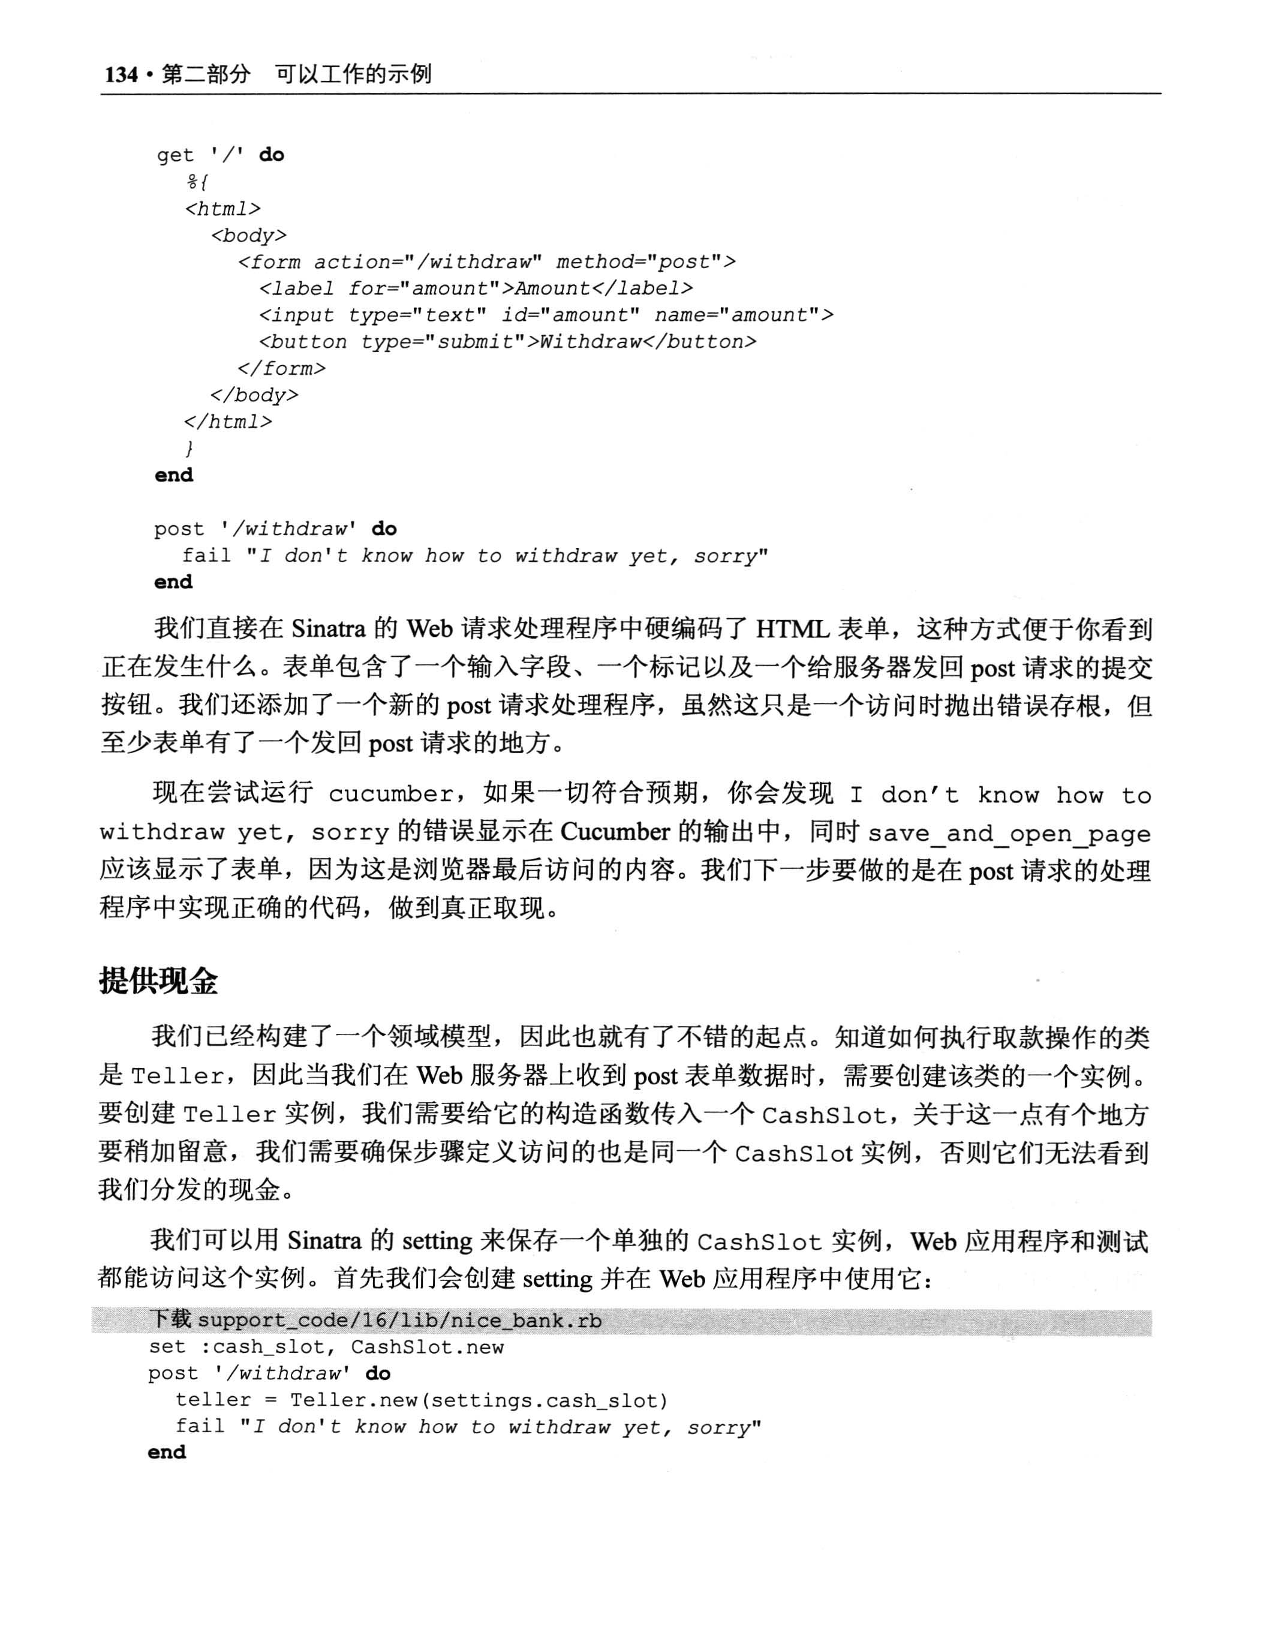 134 · 第二部分 可以工作的示例
get '/' do
%{
<html>
<body>
<form action="/withdraw" method="post">
<label for="amount">Amount</label>
<input type="text" id="amount" name="amount">
<button type="submit">Withdraw</button>
</form>
</body>
</html>
}
end
post '/withdraw' do
fail "I don't know how to withdraw yet, sorry"
end
我们直接在 Sinatra 的 Web 请求处理程序中硬编码了 HTML 表单，这种方式便于你看到
正在发生什么。表单包含了一个输入字段、一个标记以及一个给服务器发回 post 请求的提交
按钮。我们还添加了一个新的 post 请求处理程序，虽然这只是一个访问时抛出错误存根，但
至少表单有了一个发回 post 请求的地方。
现在尝试运行 cucumber，如果一切符合预期，你会发现 I don't know how to
withdraw yet, sorry 的错误显示在 Cucumber 的输出中，同时 save_and_open_page
应该显示了表单，因为这是浏览器最后访问的内容。我们下一步要做的是在 post 请求的处理
程序中实现正确的代码，做到真正取现。
提供现金
我们已经构建了一个领域模型，因此也就有了不错的起点。知道如何执行取款操作的类
是 Teller，因此当我们在 Web 服务器上收到 post 表单数据时，需要创建该类的一个实例。
要创建 Teller 实例，我们需要给它的构造函数传入一个 CashSlot，关于这一点有个地方
要稍加留意，我们需要确保步骤定义访问的也是同一个 CashSlot 实例，否则它们无法看到
我们分发的现金。
我们可以用 Sinatra 的 setting 来保存一个单独的 CashSlot 实例，Web 应用程序和测试
都能访问这个实例。首先我们会创建 setting 并在 Web 应用程序中使用它：
下载 support_code/16/lib/nice_bank.rb
set :cash_slot, CashSlot.new
post '/withdraw' do
teller = Teller.new(settings.cash_slot)
fail "I don't know how to withdraw yet, sorry"
end